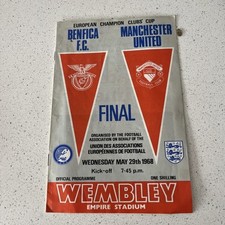 EUROPEAN CHAMPION CLUBS' CUP
BENFICA F.C.
MANCHESTER UNITED
FINAL
ORGANISED BY THE FOOTBALL
ASSOCIATION ON BEHALF OF THE
UNION DES ASSOCIATIONS
EUROPÉENNES DE FOOTBALL
WEDNESDAY MAY 29th 1968
Kick-off 7-45 p.m.
OFFICIAL PROGRAMME
ONE SHILLING
WEMBLEY
EMPIRE STADIUM